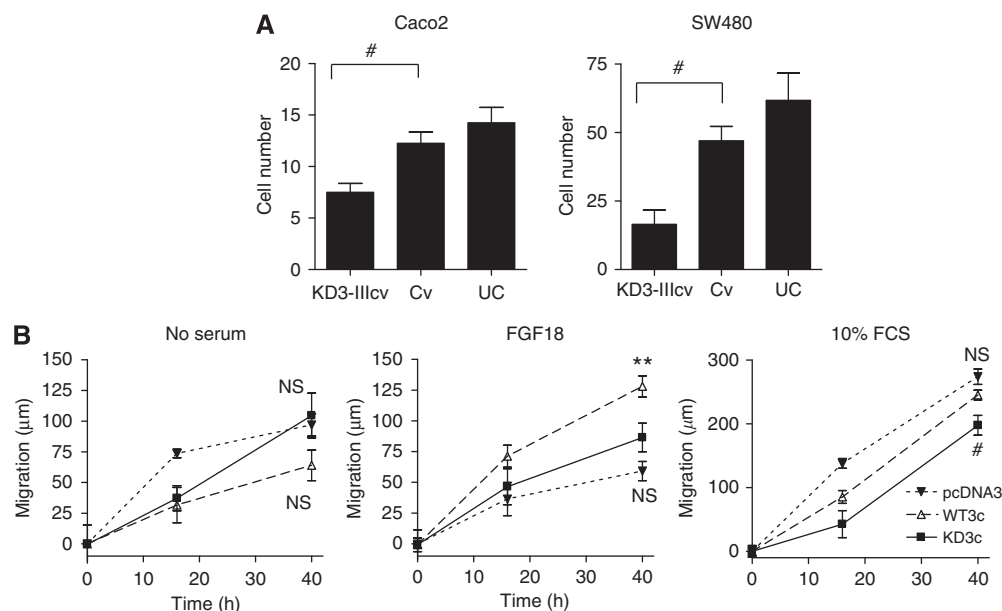 A
Caco2
#
Cell number
20
15
10
5
0
KD3-IIIcv Cv UC
SW480
#
Cell number
75
50
25
0
KD3-IIIcv Cv UC
B
No serum
Migration (μm)
150
125
100
75
50
25
0
NS
NS
0 10 20 30 40
Time (h)
FGF18
Migration (μm)
150
125
100
75
50
25
0
**
NS
0 10 20 30 40
Time (h)
10% FCS
Migration (μm)
300
200
100
0
NS
#
pcDNA3
WT3c
KD3c
0 10 20 30 40
Time (h)